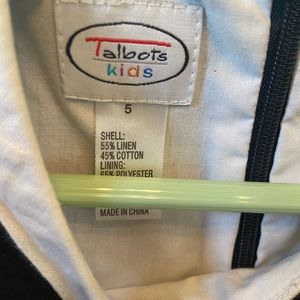 Talbots
kids
5
SHELL:
55% LINEN
45% COTTON
LINING:
65% POLYESTER
MADE IN CHINA